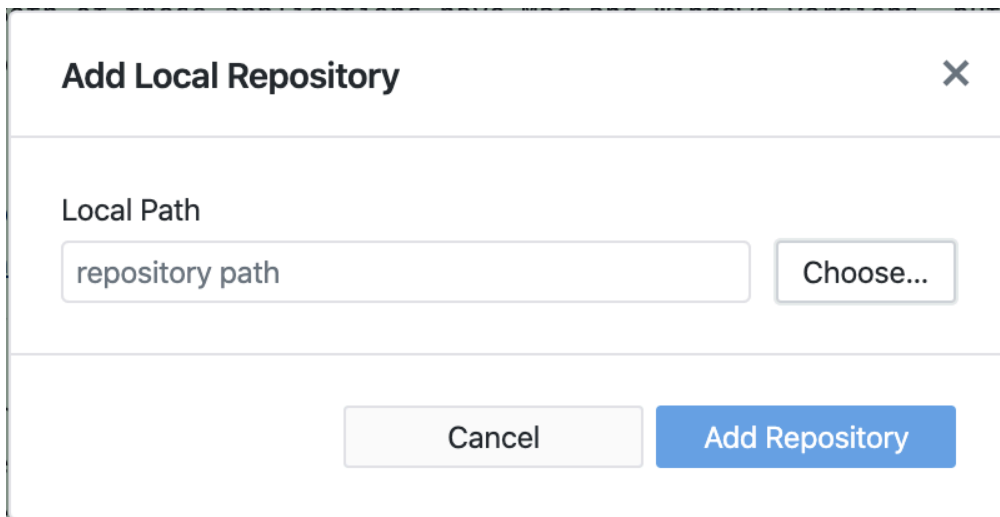 Add Local Repository
Local Path
repository path
Choose...
Cancel
Add Repository